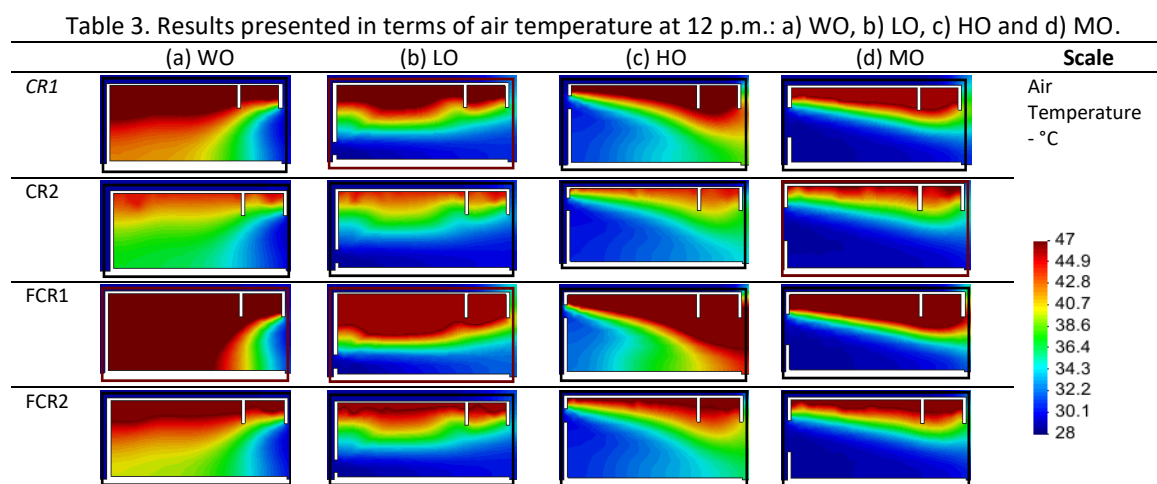 Table 3. Results presented in terms of air temperature at 12 p.m.: a) WO, b) LO, c) HO and d) MO.
(a) WO (b) LO (c) HO (d) MO Scale
CR1
Air
Temperature
- °C
CR2
47
44.9
42.8
40.7
38.6
36.4
34.3
32.2
30.1
28
FCR1
FCR2